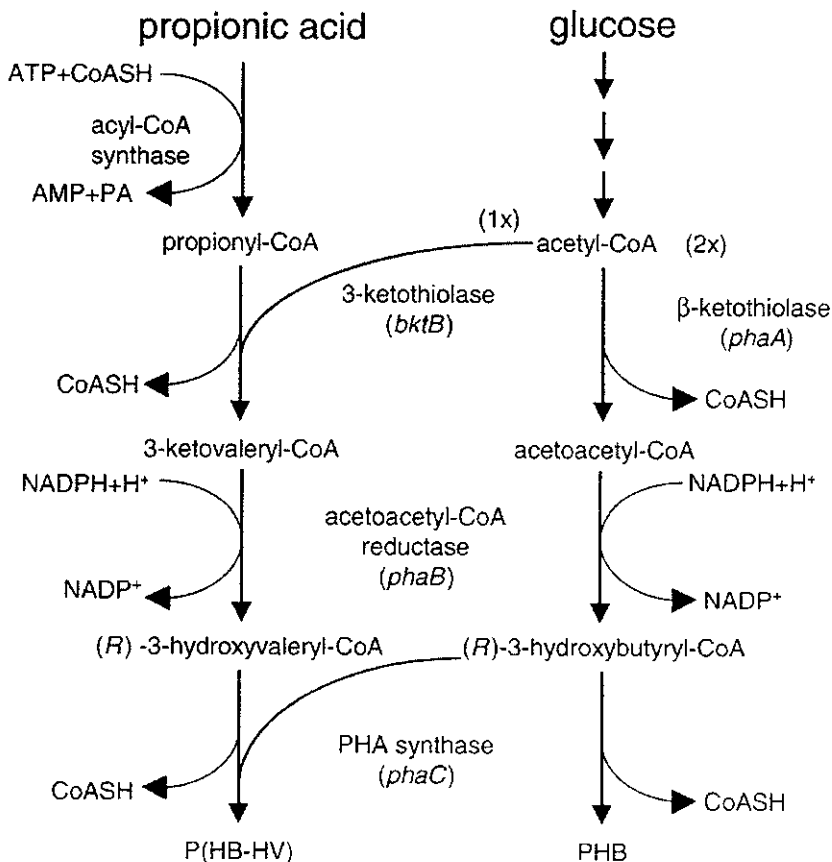 propionic acid
glucose
ATP+CoASH
acyl-CoA
synthase
AMP+PA
(1x)
propionyl-CoA
acetyl-CoA (2x)
3-ketothiolase
(bktB)
β-ketothiolase
(phaA)
CoASH
CoASH
3-ketovaleryl-CoA
acetoacetyl-CoA
NADPH+H⁺
NADPH+H⁺
acetoacetyl-CoA
reductase
(phaB)
NADP⁺
NADP⁺
(R) -3-hydroxyvaleryl-CoA
(R)-3-hydroxybutyryl-CoA
PHA synthase
(phaC)
CoASH
CoASH
P(HB-HV)
PHB